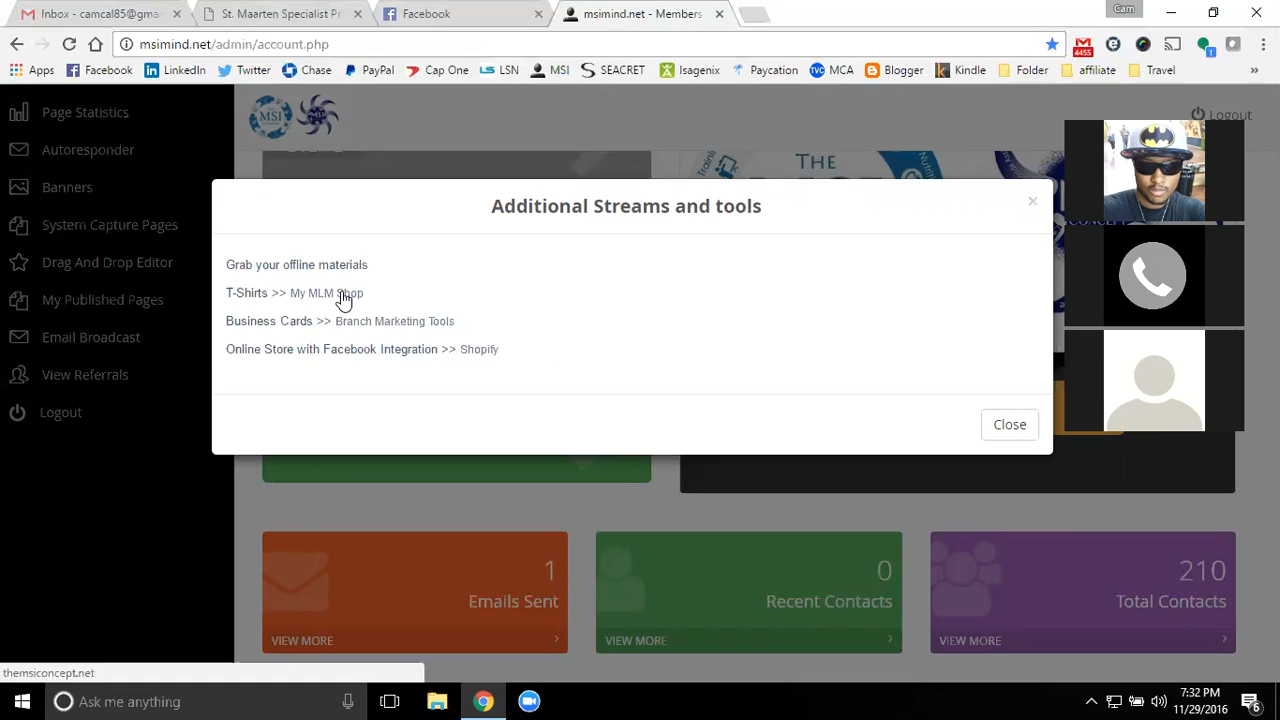 Inbox - camcal85@gma
St. Maarten Specialist P
Facebook
msimind.net - Members
Cam
msimind.net/admin/account.php
4455
1
Apps Facebook LinkedIn Twitter Chase PayPal Cap One LSN MSI SEACRET Isagenix Paycation MCA Blogger Kindle Folder affiliate Travel »
Page Statistics
Autoresponder
Banners
System Capture Pages
Drag And Drop Editor
My Published Pages
Email Broadcast
View Referrals
Logout
MSI
Logout
THE
Additional Streams and tools
×
Grab your offline materials
T-Shirts >> My MLM Shop
Business Cards >> Branch Marketing Tools
Online Store with Facebook Integration >> Shopify
Close
1
Emails Sent
VIEW MORE
0
Recent Contacts
VIEW MORE
210
Total Contacts
VIEW MORE
themsiconcept.net
Ask me anything
7:32 PM
11/29/2016
6